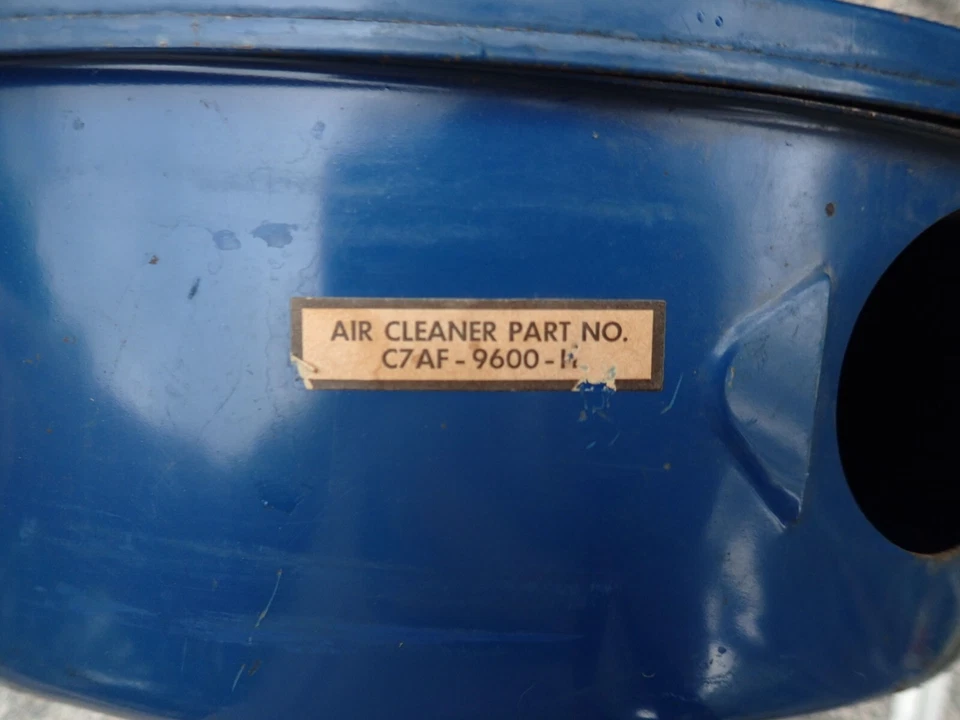 AIR CLEANER PART NO.
C7AF-9600-